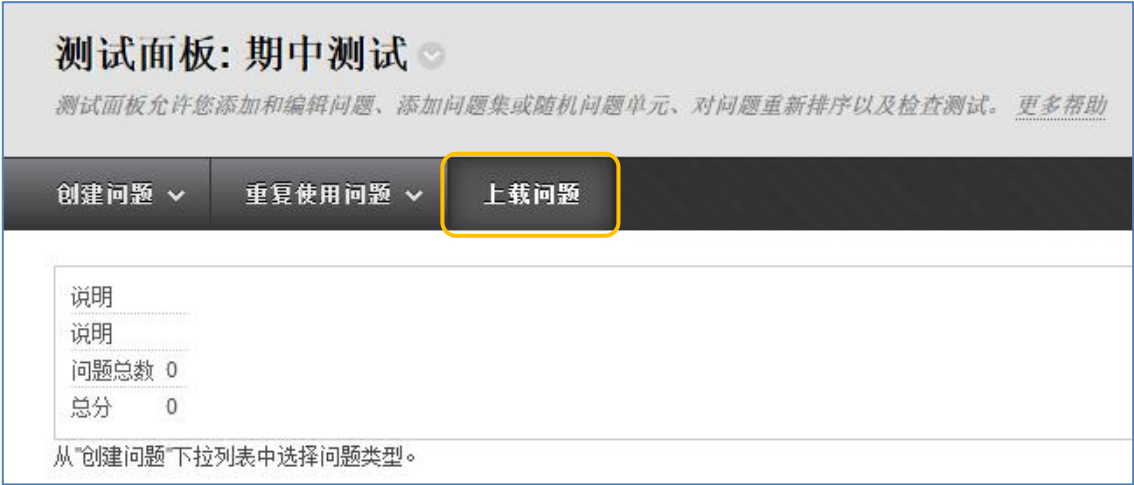 测试面板: 期中测试
测试面板允许您添加和编辑问题、添加问题集或随机问题单元、对问题重新排序以及检查测试。 更多帮助
创建问题 重复使用问题 上载问题
说明
说明
问题总数 0
总分 0
从"创建问题"下拉列表中选择问题类型。